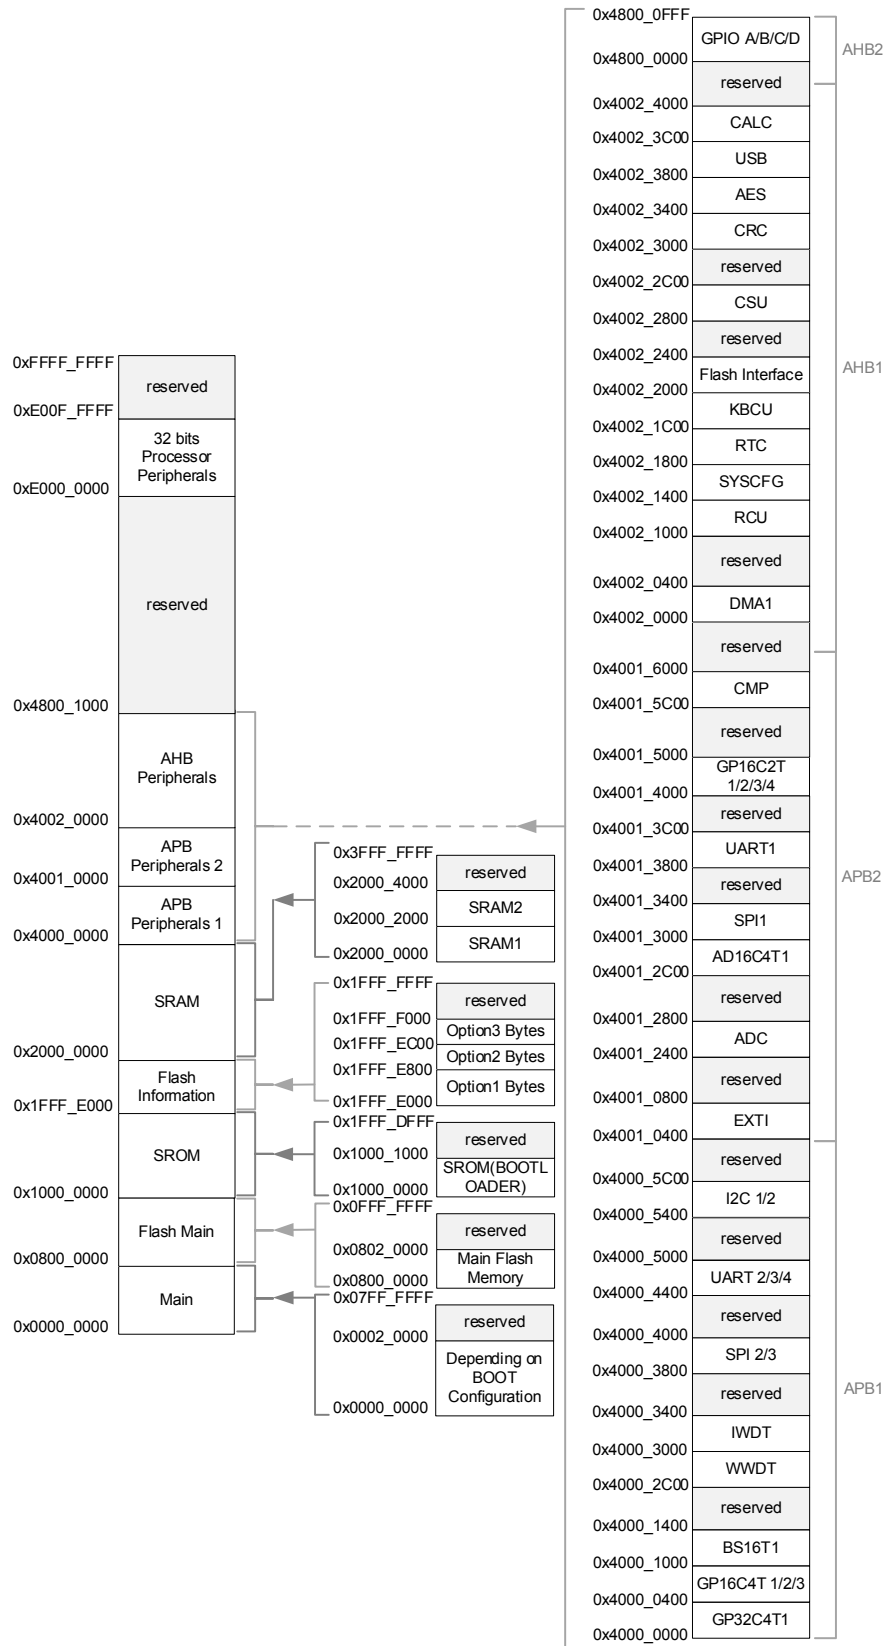 0xFFFF_FFFF
reserved
0xE00F_FFFF
32 bits
Processor
Peripherals
0xE000_0000
reserved
0x4800_1000
AHB
Peripherals
0x4002_0000
APB
Peripherals 2
0x4001_0000
APB
Peripherals 1
0x4000_0000
SRAM
0x2000_0000
Flash
Information
0x1FFF_E000
SROM
0x1000_0000
Flash Main
0x0800_0000
Main
0x0000_0000
0x3FFF_FFFF
reserved
0x2000_4000
SRAM2
0x2000_2000
SRAM1
0x2000_0000
0x1FFF_FFFF
reserved
0x1FFF_F000
Option3 Bytes
0x1FFF_EC00
Option2 Bytes
0x1FFF_E800
Option1 Bytes
0x1FFF_E000
0x1FFF_DFFF
reserved
0x1000_1000
SROM(BOOTL
OADER)
0x1000_0000
0x0FFF_FFFF
reserved
0x0802_0000
Main Flash
Memory
0x0800_0000
0x07FF_FFFF
reserved
0x0002_0000
Depending on
BOOT
Configuration
0x0000_0000
0x4800_0FFF
GPIO A/B/C/D
0x4800_0000
reserved
0x4002_4000
CALC
0x4002_3C00
USB
0x4002_3800
AES
0x4002_3400
CRC
0x4002_3000
reserved
0x4002_2C00
CSU
0x4002_2800
reserved
0x4002_2400
Flash Interface
0x4002_2000
KBCU
0x4002_1C00
RTC
0x4002_1800
SYSCFG
0x4002_1400
RCU
0x4002_1000
reserved
0x4002_0400
DMA1
0x4002_0000
reserved
0x4001_6000
CMP
0x4001_5C00
reserved
0x4001_5000
GP16C2T
1/2/3/4
0x4001_4000
reserved
0x4001_3C00
UART1
0x4001_3800
reserved
0x4001_3400
SPI1
0x4001_3000
AD16C4T1
0x4001_2C00
reserved
0x4001_2800
ADC
0x4001_2400
reserved
0x4001_0800
EXTI
0x4001_0400
reserved
0x4000_5C00
I2C 1/2
0x4000_5400
reserved
0x4000_5000
UART 2/3/4
0x4000_4400
reserved
0x4000_4000
SPI 2/3
0x4000_3800
reserved
0x4000_3400
IWDT
0x4000_3000
WWDT
0x4000_2C00
reserved
0x4000_1400
BS16T1
0x4000_1000
GP16C4T 1/2/3
0x4000_0400
GP32C4T1
0x4000_0000
AHB2
AHB1
APB2
APB1